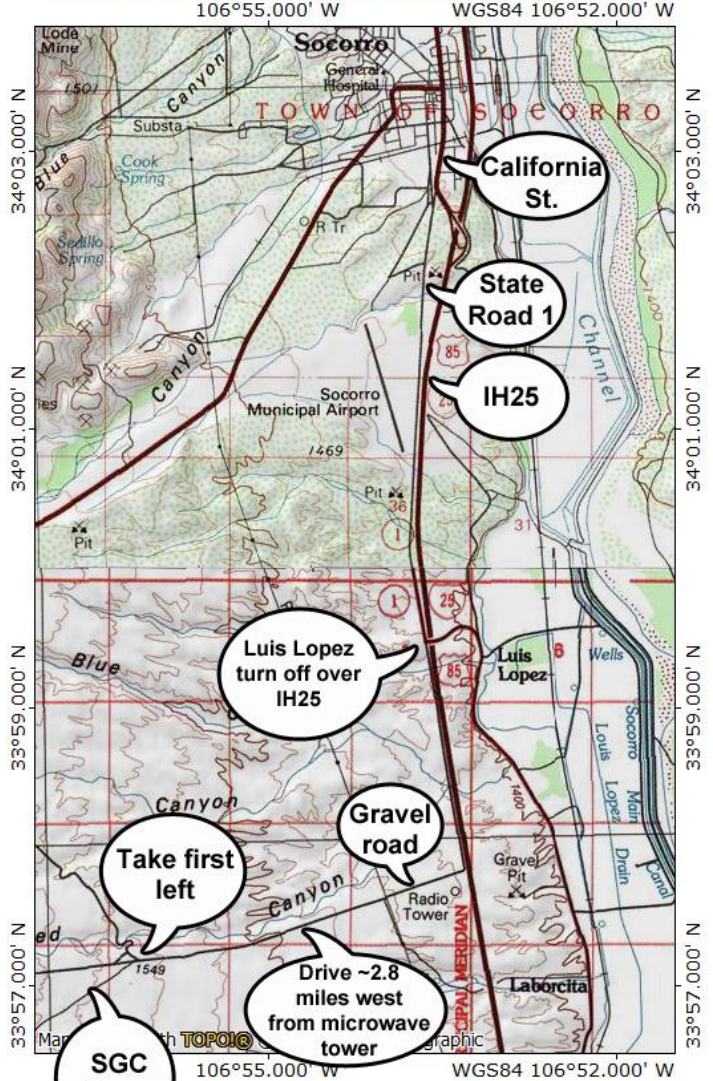 106°55.000' W
WGS84 106°52.000' W
34°03.000' N
34°01.000' N
33°59.000' N
33°57.000' N
Lode
Mine
Socorro
General
Hospital
1501
Canyon
TOWN OF SOCORRO
Substa
Blue
Cook
Spring
California
St.
R Tr
Sedillo
Spring
Pit
State
Road 1
1400
Channel
85
Canyon
IH25
25
Socorro
Municipal Airport
1469
Pit
36
31
1
Pit
1
25
Luis Lopez
turn off over
IH25
85
Luis
Lopez
6
Wells
Blue
Socorro Main Canal
Louis Lopez Drain
1400
Canyon
Gravel
road
Take first
left
Gravel
Pit
Canyon
Radio
Tower
ed
1549
CIPAL MERIDIAN
Drive ~2.8
miles west
from microwave
tower
Laborcita
TOPO!®
SGC
34°03.000' N
34°01.000' N
33°59.000' N
33°57.000' N
106°55.000' W
WGS84 106°52.000' W